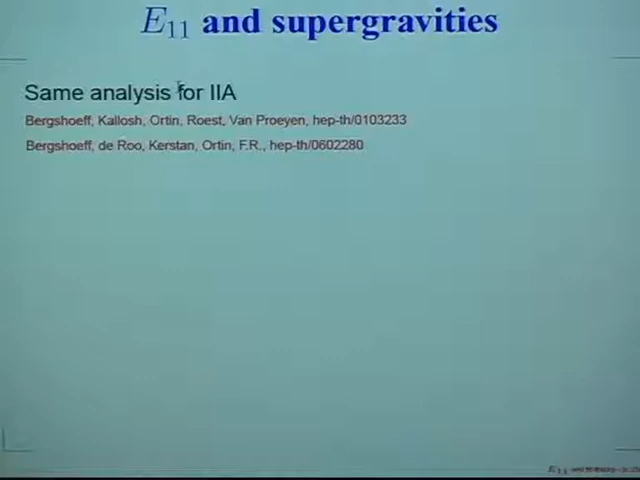 E11 and supergravities
Same analysis for IIA
Bergshoeff, Kallosh, Ortin, Roest, Van Proeyen, hep-th/0103233
Bergshoeff, de Roo, Kerstan, Ortin, F.R., hep-th/0602280